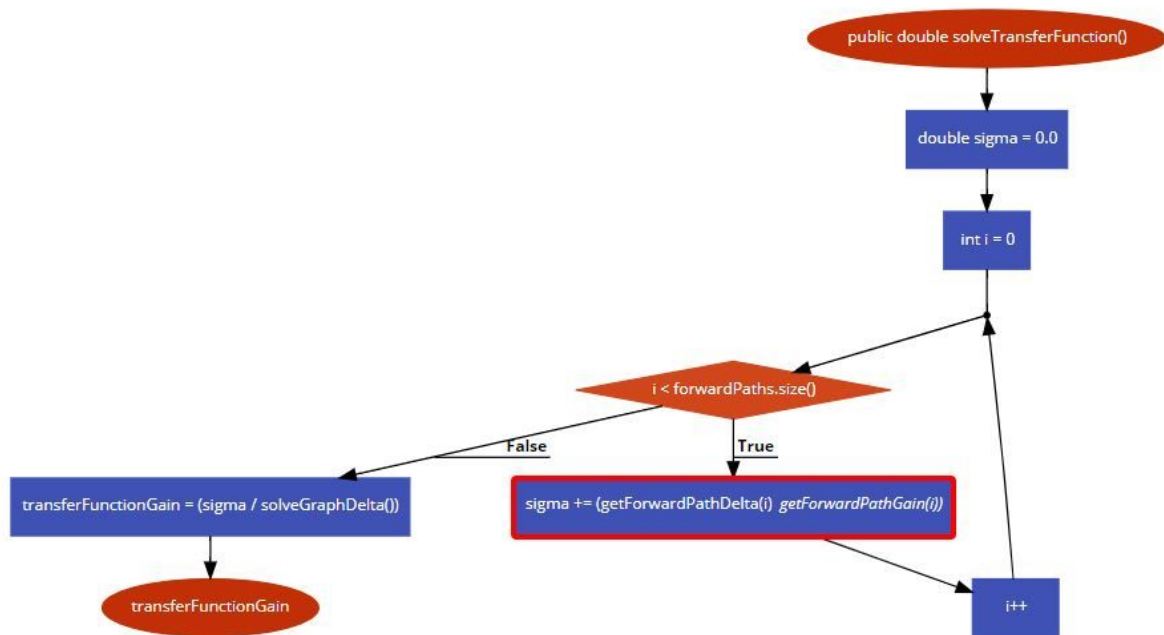 public double solveTransferFunction()
double sigma = 0.0
int i = 0
i < forwardPaths.size()
False
True
transferFunctionGain = (sigma / solveGraphDelta())
sigma += (getForwardPathDelta(i) getForwardPathGain(i))
transferFunctionGain
i++